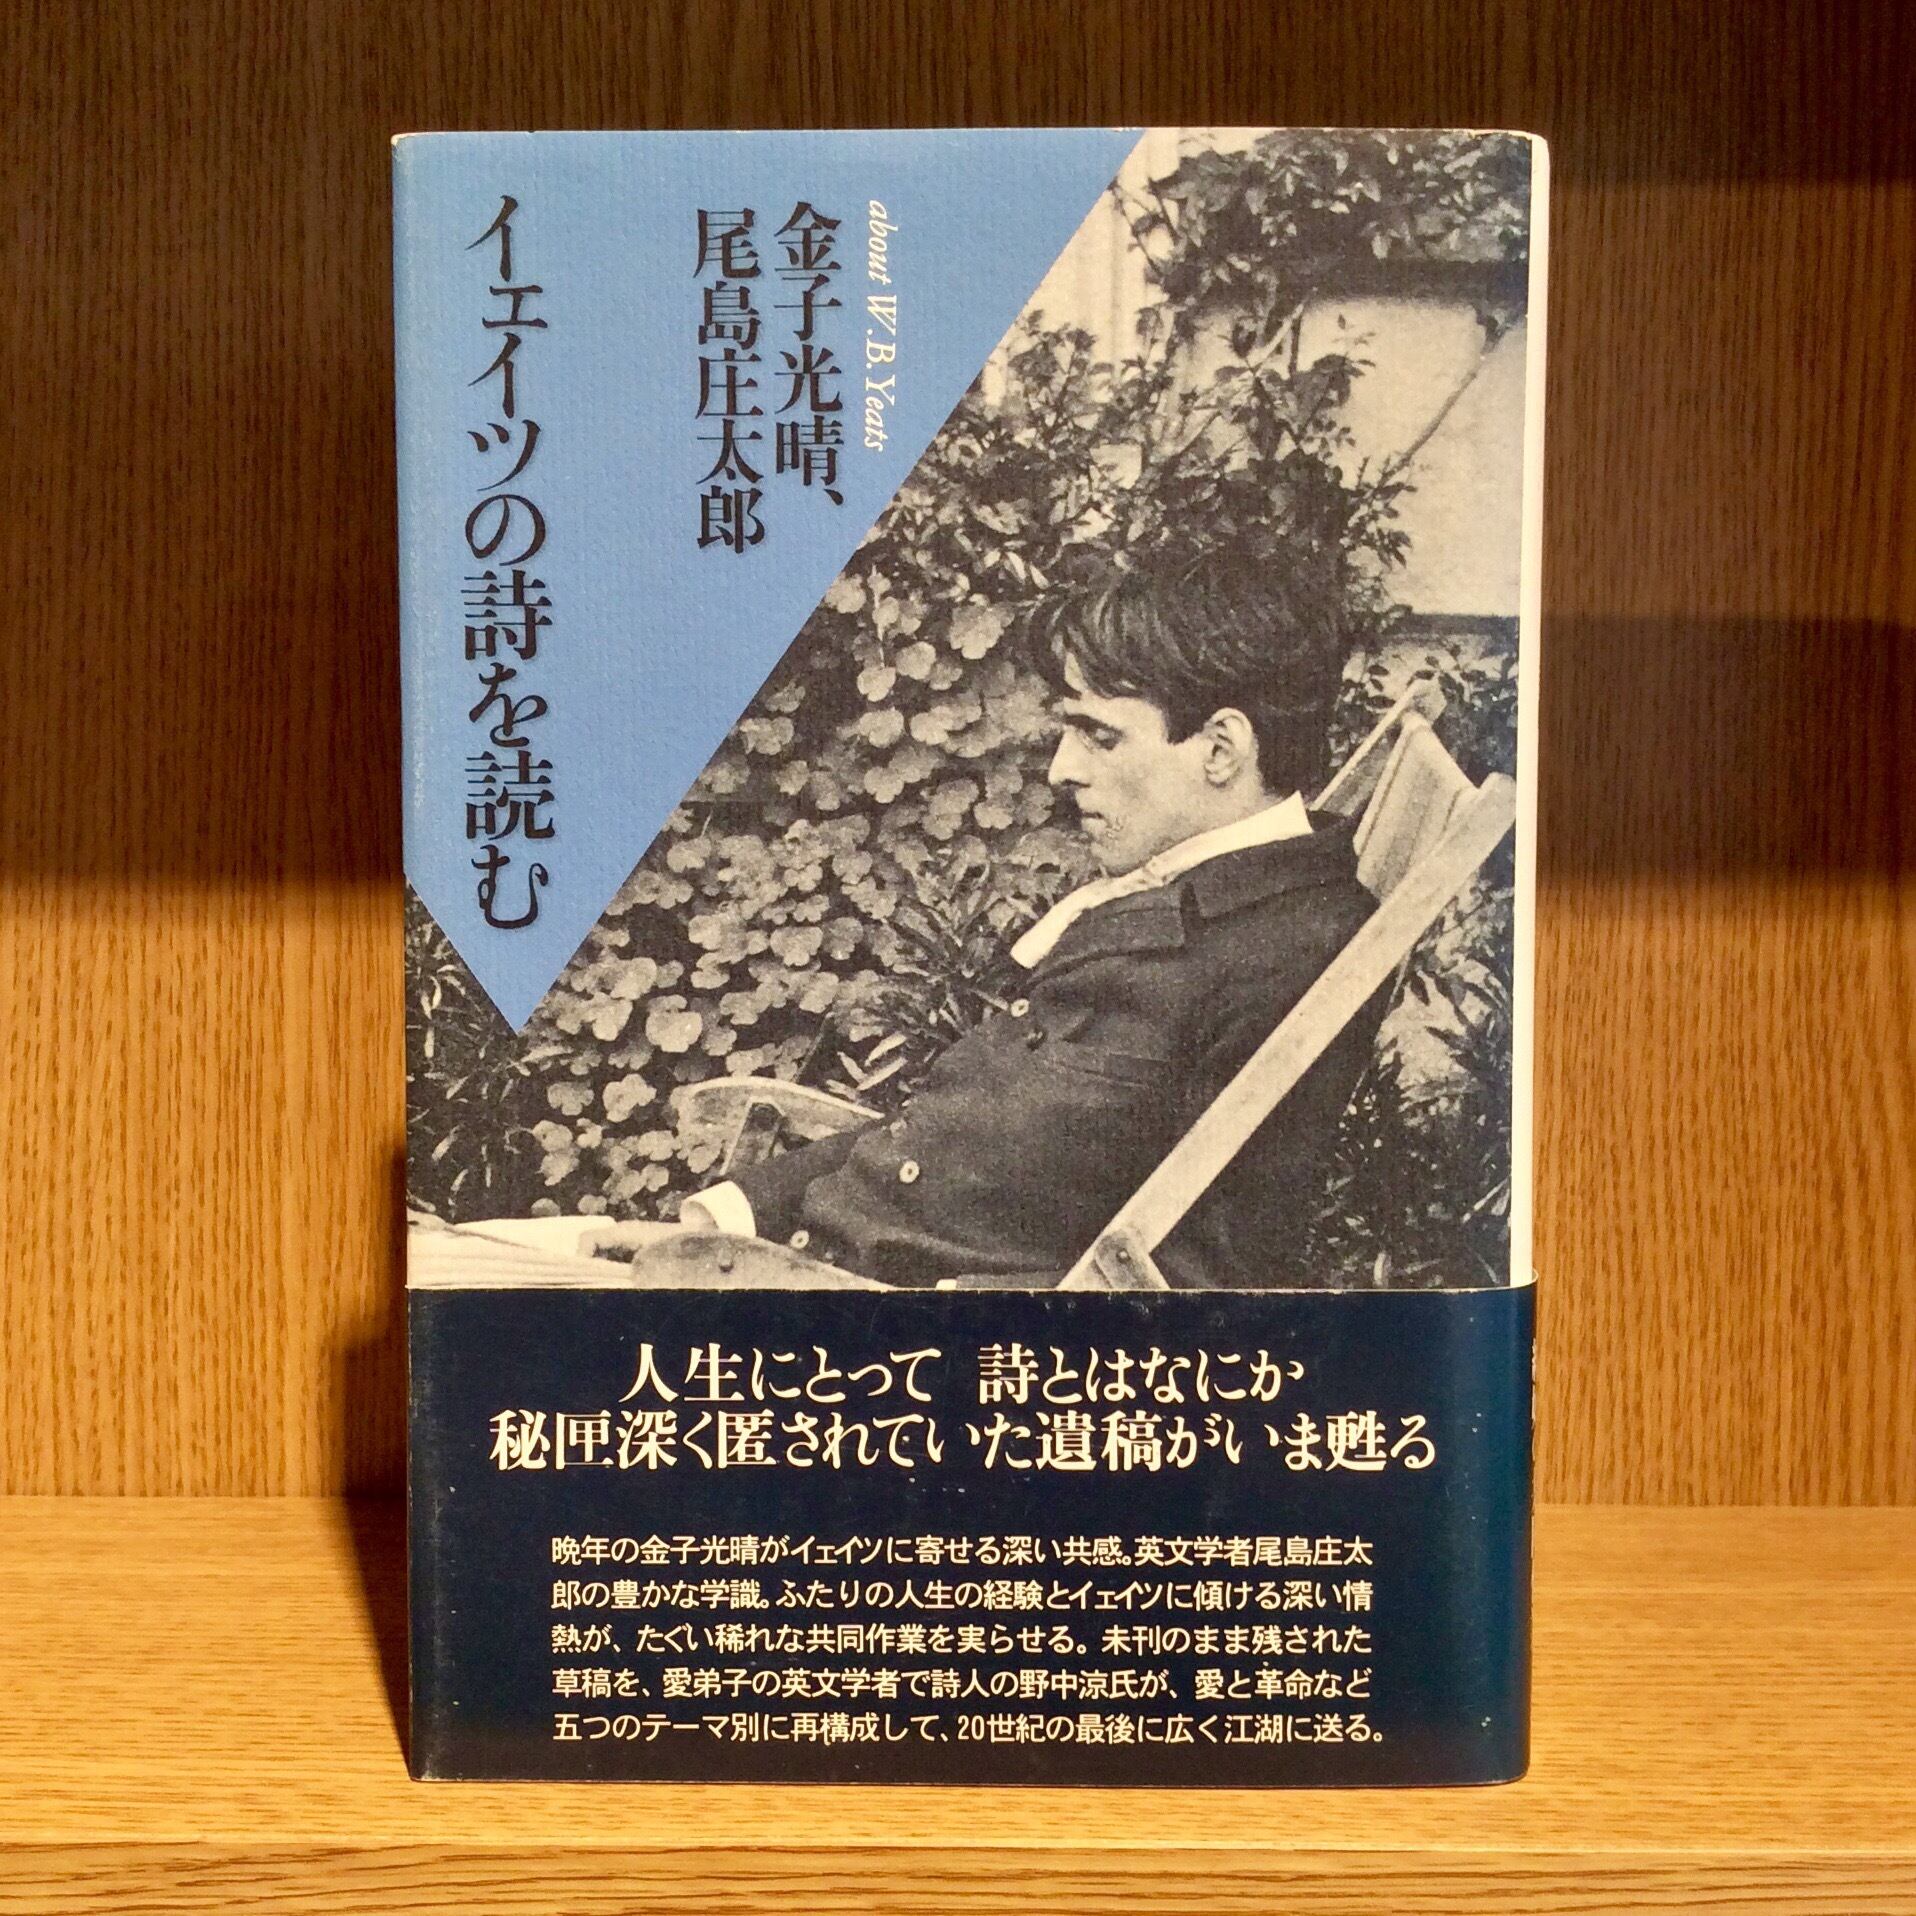 about W.B.Yeats
金子光晴、
尾島庄太郎
イェイツの詩を読む
人生にとって 詩とはなにか
秘匣深く匿されていた遺稿がいま甦る
晩年の金子光晴がイェイツに寄せる深い共感。英文学者尾島庄太
郎の豊かな学識。ふたりの人生の経験とイェイツに傾ける深い情
熱が、たぐい稀れな共同作業を実らせる。未刊のまま残された
草稿を、愛弟子の英文学者で詩人の野中涼氏が、愛と革命など
五つのテーマ別に再構成して、20世紀の最後に広く江湖に送る。